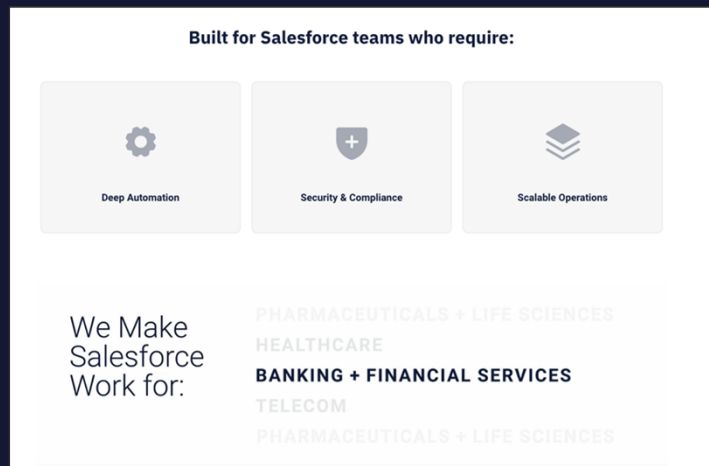 Built for Salesforce teams who require:
Deep Automation
Security & Compliance
Scalable Operations
We Make
Salesforce
Work for:
PHARMACEUTICALS + LIFE SCIENCES
HEALTHCARE
BANKING + FINANCIAL SERVICES
TELECOM
PHARMACEUTICALS + LIFE SCIENCES